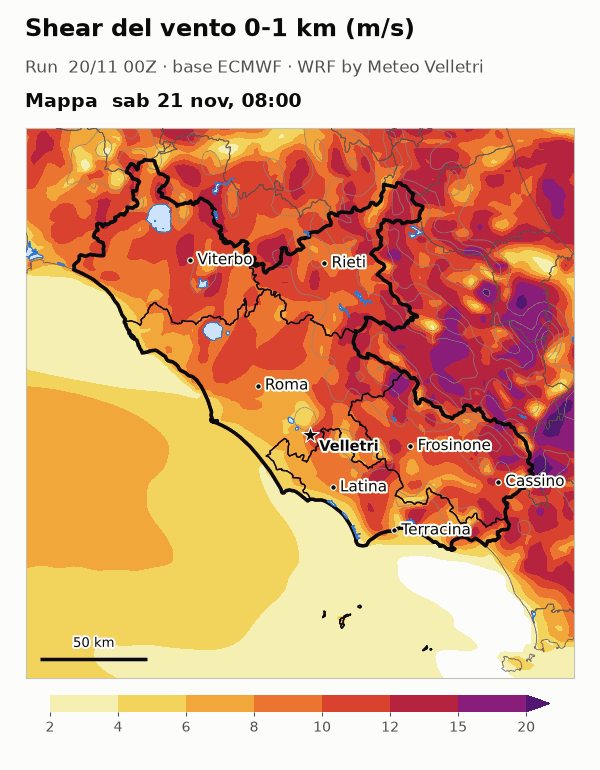 Shear del vento 0-1 km (m/s)
Run  20/11 00Z · base ECMWF · WRF by Meteo Velletri
Mappa  sab 21 nov, 08:00
Viterbo
Rieti
Roma
Velletri
Frosinone
Cassino
Latina
Terracina
50 km
2 4 6 8 10 12 15 20